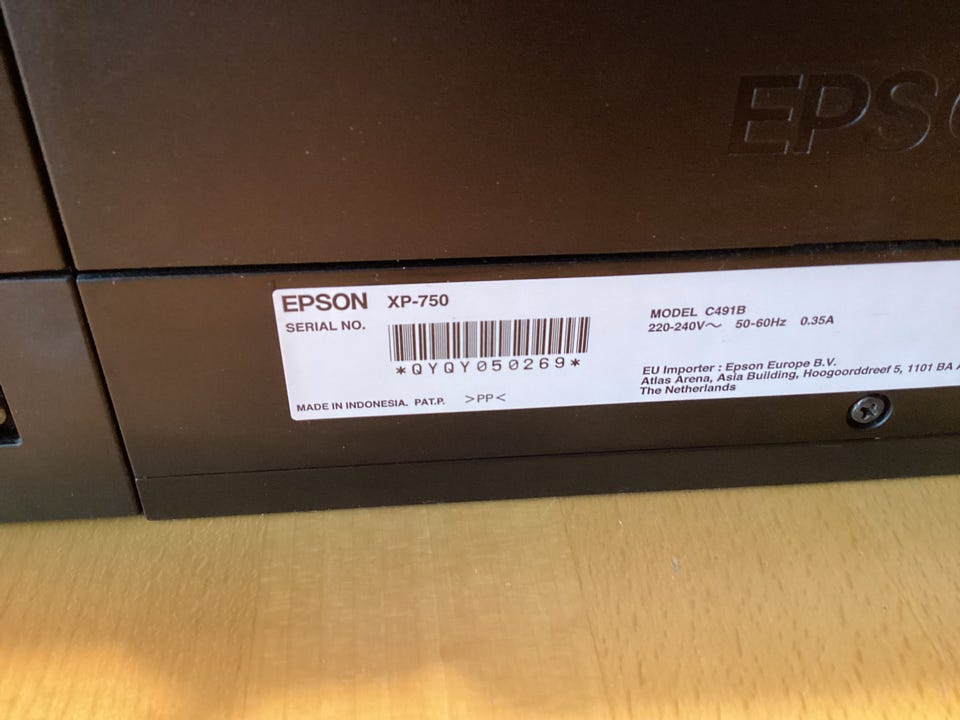 EPSO
EPSON XP-750
SERIAL NO.
*QYQY050269*
MADE IN INDONESIA. PAT.P. >PP<
MODEL C491B
220-240V～ 50-60Hz 0.35A
EU Importer : Epson Europe B.V.
Atlas Arena, Asia Building, Hoogoorddreef 5, 1101 BA
The Netherlands